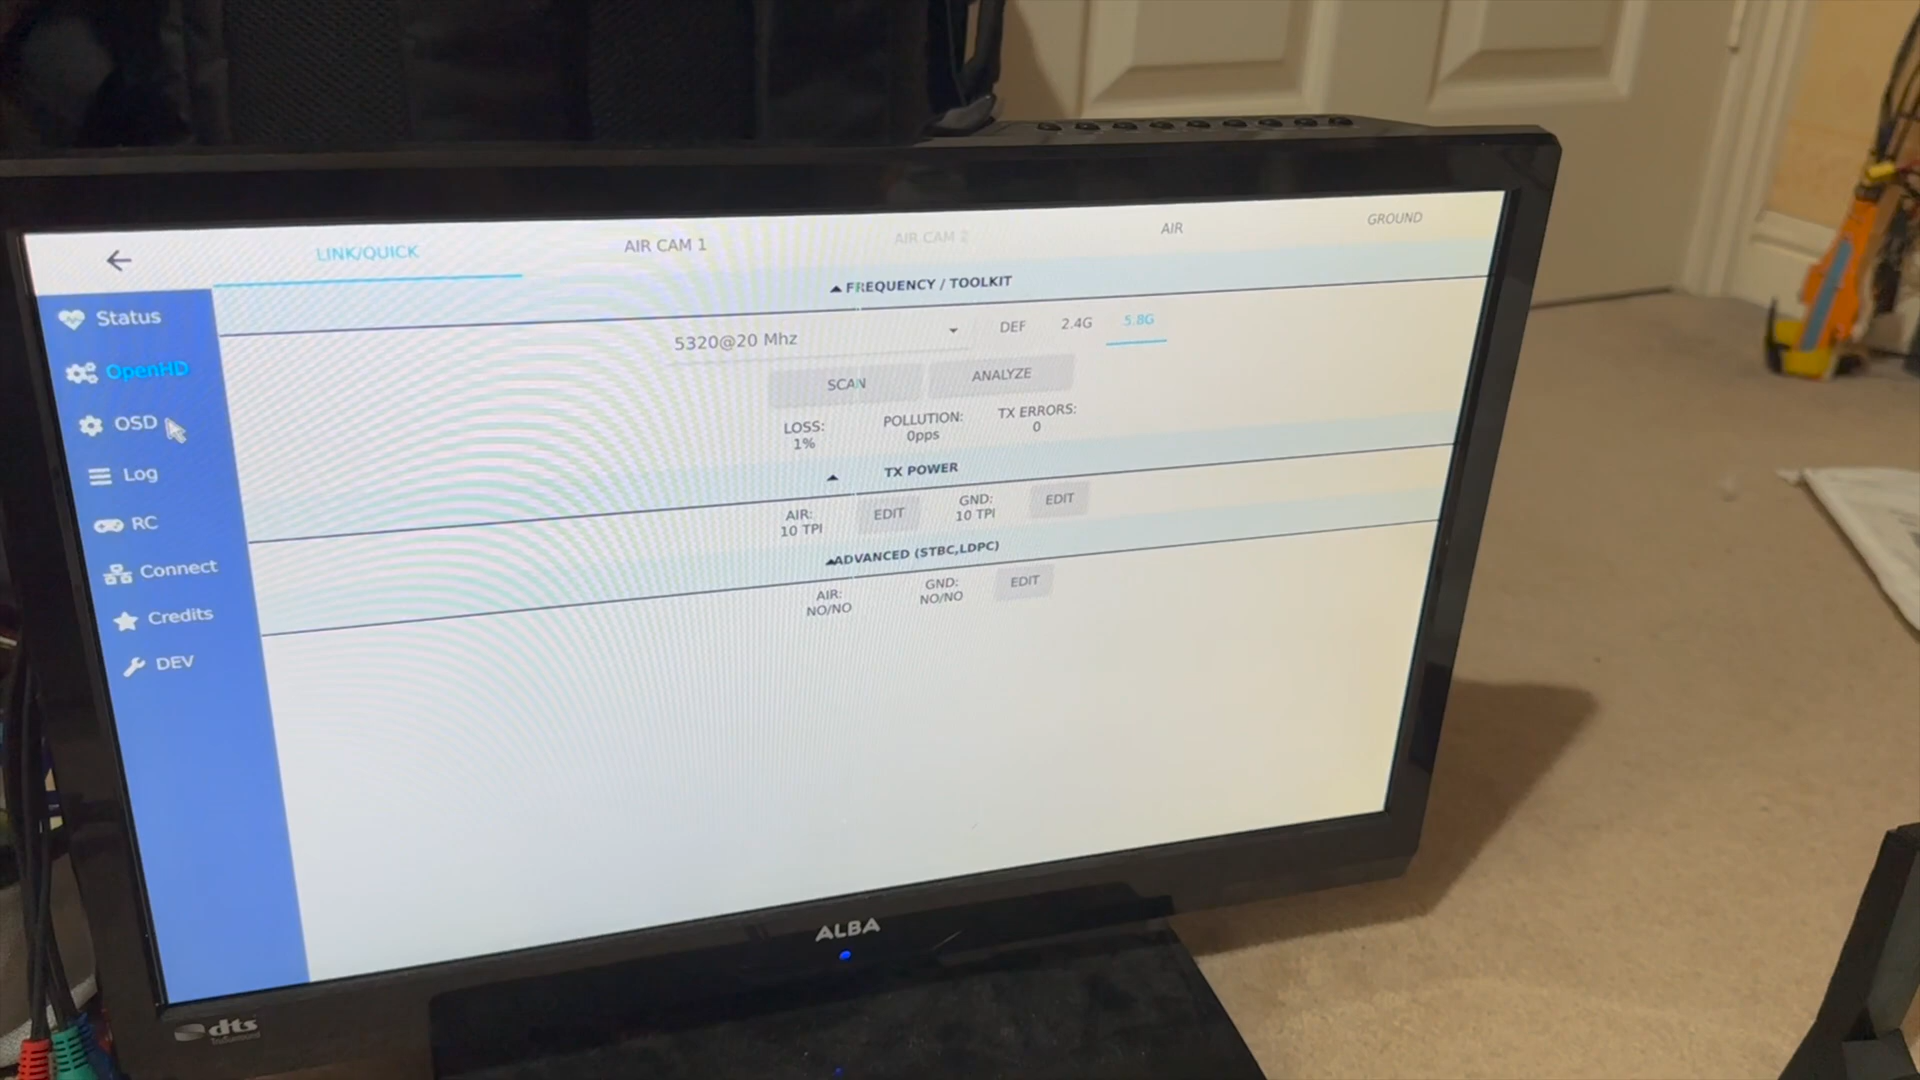 LINK/QUICK
AIR CAM 1
AIR CAM 2
AIR
GROUND
Status
OpenHD
OSD
Log
RC
Connect
Credits
DEV
FREQUENCY / TOOLKIT
5320@20 Mhz
DEF
2.4G
5.8G
SCAN
ANALYZE
LOSS:
1%
POLLUTION:
0pps
TX ERRORS:
0
TX POWER
AIR:
10 TPI
EDIT
GND:
10 TPI
EDIT
ADVANCED (STBC,LDPC)
AIR:
NO/NO
GND:
NO/NO
EDIT
ALBA
dts